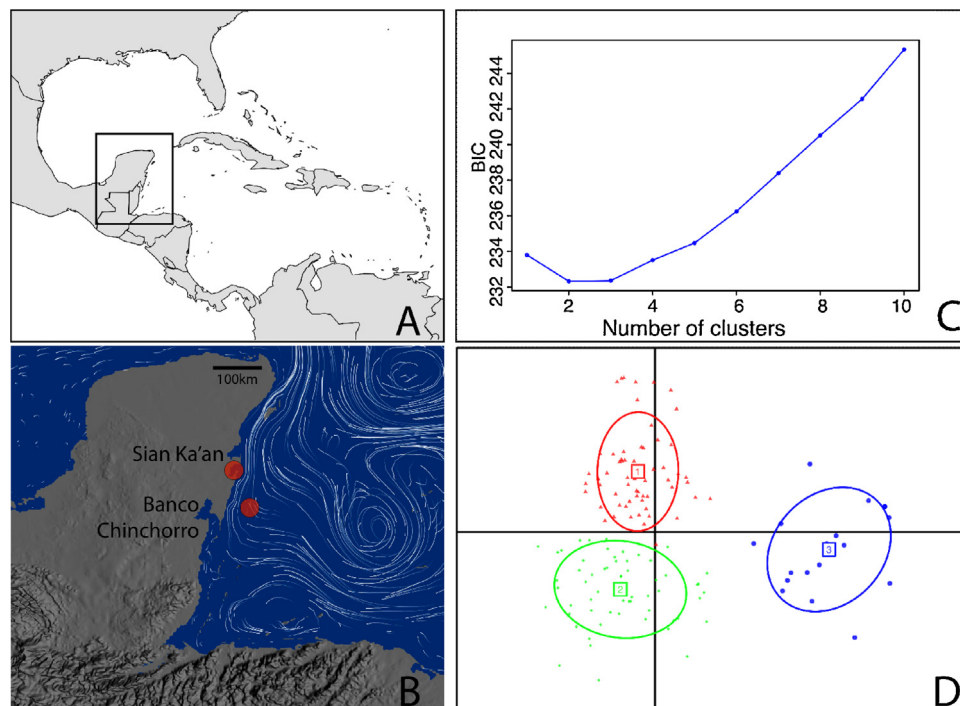 A
BIC
232 234 236 238 240 242 244
2 4 6 8 10
Number of clusters
C
100km
Sian Ka'an
Banco
Chinchorro
B
1
2
3
D